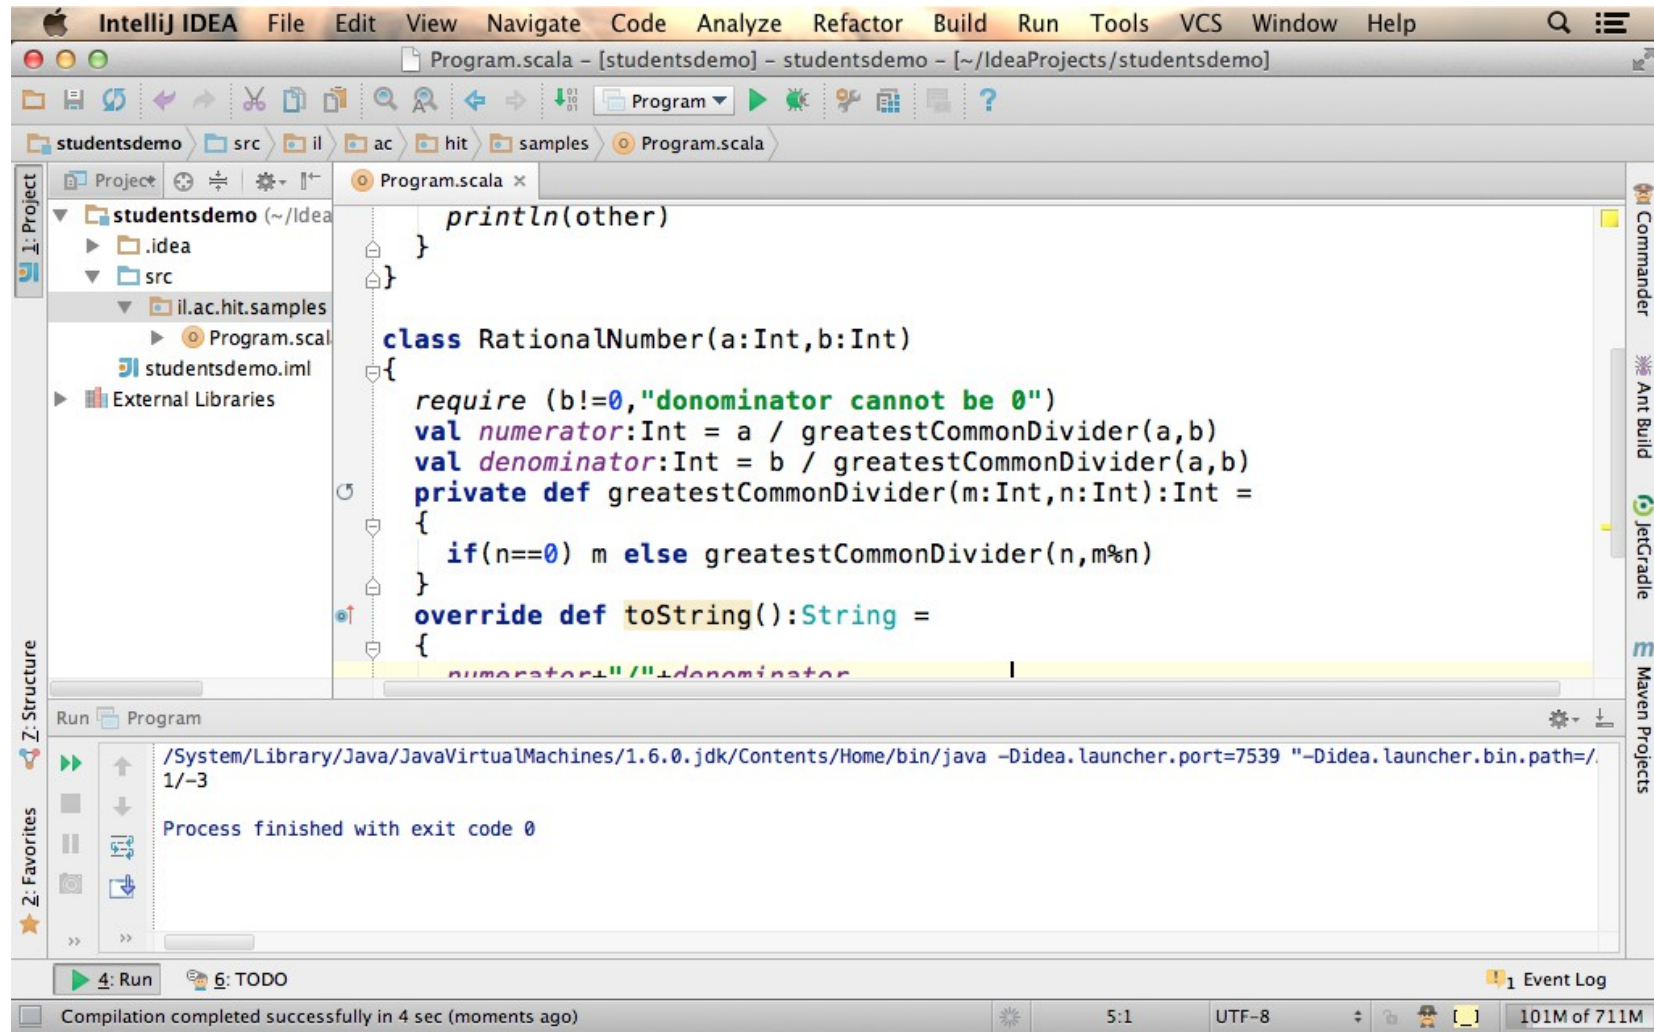 IntelliJ IDEA File Edit View Navigate Code Analyze Refactor Build Run Tools VCS Window Help
Program.scala – [studentsdemo] – studentsdemo – [~/IdeaProjects/studentsdemo]
Program
studentsdemo src il ac hit samples Program.scala
1: Project
Z: Structure
2: Favorites
Project
studentsdemo (~/Idea
.idea
src
il.ac.hit.samples
Program.scal
studentsdemo.iml
External Libraries
Program.scala
println(other)
}
}
class RationalNumber(a:Int,b:Int)
{
require (b!=0,"donominator cannot be 0")
val numerator:Int = a / greatestCommonDivider(a,b)
val denominator:Int = b / greatestCommonDivider(a,b)
private def greatestCommonDivider(m:Int,n:Int):Int =
{
if(n==0) m else greatestCommonDivider(n,m%n)
}
override def toString():String =
{
numerator+"/"+denominator
Commander
Ant Build
JetGradle
Maven Projects
Run Program
/System/Library/Java/JavaVirtualMachines/1.6.0.jdk/Contents/Home/bin/java -Didea.launcher.port=7539 "-Didea.launcher.bin.path=/
1/-3
Process finished with exit code 0
4: Run 6: TODO
1 Event Log
Compilation completed successfully in 4 sec (moments ago) 5:1 UTF-8 101M of 711M